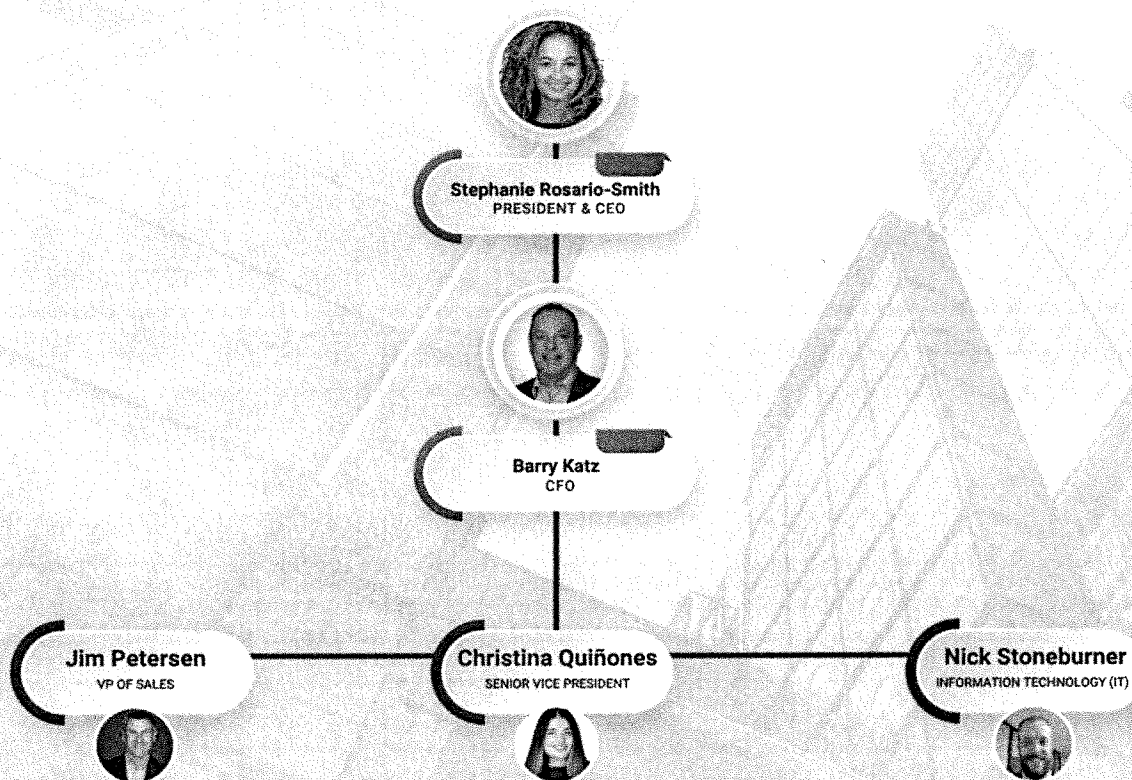 Stephanie Rosario-Smith
PRESIDENT & CEO
Barry Katz
CFO
Jim Petersen
VP OF SALES
Christina Quiñones
SENIOR VICE PRESIDENT
Nick Stoneburner
INFORMATION TECHNOLOGY (IT)